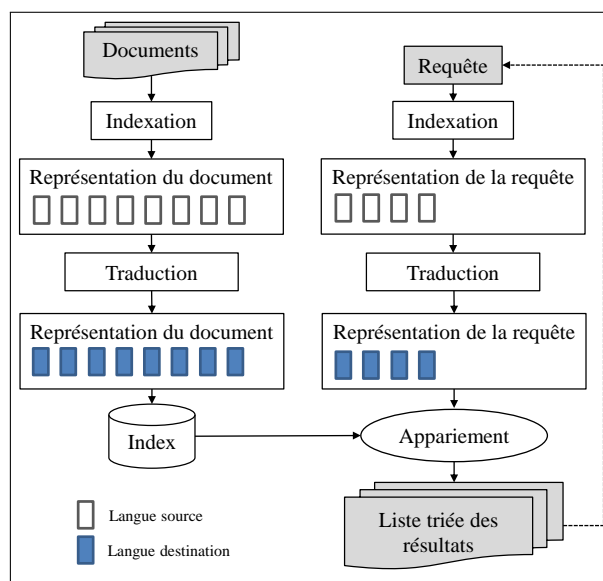 Documents
Requête
Indexation
Indexation
Représentation du document
Représentation de la requête
Traduction
Traduction
Représentation du document
Représentation de la requête
Index
Appariement
Langue source
Langue destination
Liste triée des
résultats